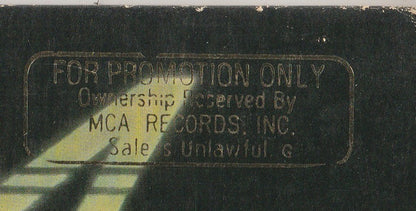 FOR PROMOTION ONLY
Ownership Reserved By
MCA RECORDS, INC.
Sale is Unlawful G